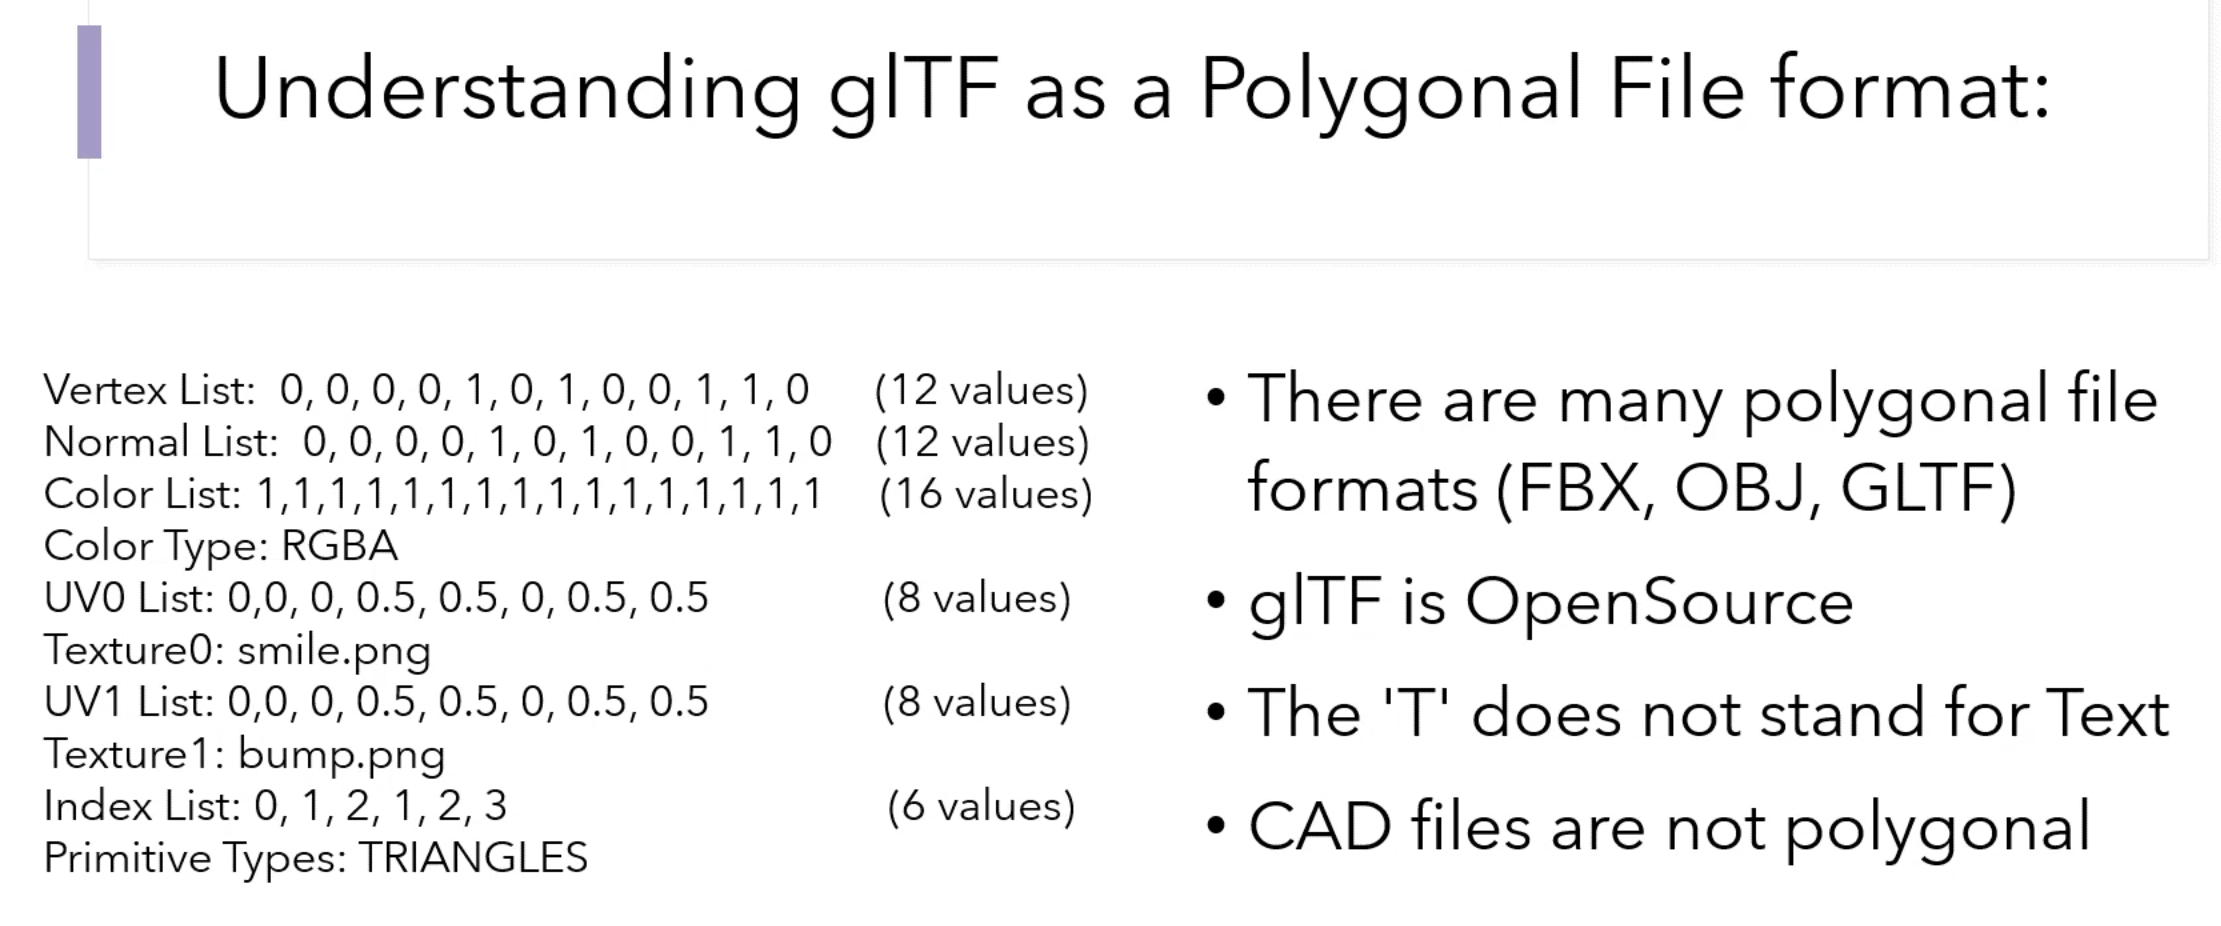 Understanding glTF as a Polygonal File format:
Vertex List: 0, 0, 0, 0, 1, 0, 1, 0, 0, 1, 1, 0 (12 values)
Normal List: 0, 0, 0, 0, 1, 0, 1, 0, 0, 1, 1, 0 (12 values)
Color List: 1,1,1,1,1,1,1,1,1,1,1,1,1,1,1,1 (16 values)
Color Type: RGBA
UV0 List: 0,0, 0, 0.5, 0.5, 0, 0.5, 0.5 (8 values)
Texture0: smile.png
UV1 List: 0,0, 0, 0.5, 0.5, 0, 0.5, 0.5 (8 values)
Texture1: bump.png
Index List: 0, 1, 2, 1, 2, 3 (6 values)
Primitive Types: TRIANGLES
• There are many polygonal file
formats (FBX, OBJ, GLTF)
• glTF is OpenSource
• The 'T' does not stand for Text
• CAD files are not polygonal